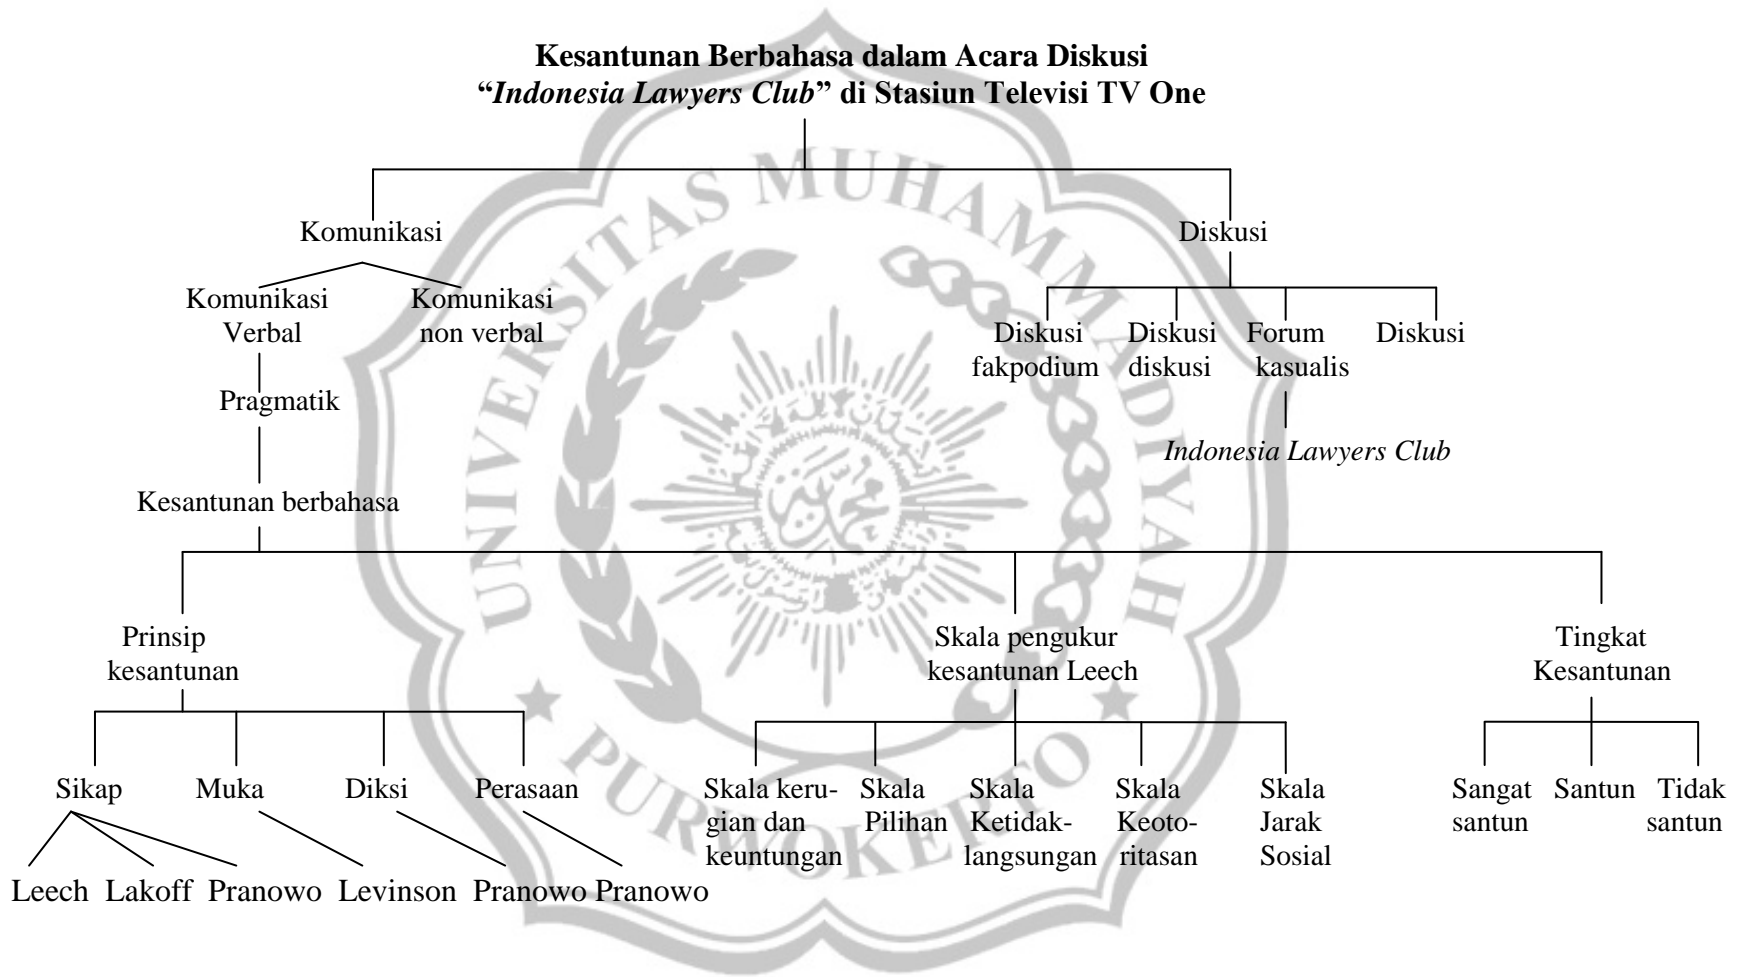 Kesantunan Berbahasa dalam Acara Diskusi
“Indonesia Lawyers Club” di Stasiun Televisi TV One
UNIVERSITAS MUHAMMADIYAH
PURWOKERTO
Komunikasi
Diskusi
Komunikasi Verbal
Komunikasi non verbal
Diskusi fakpodium
Diskusi diskusi
Forum kasualis
Diskusi
Pragmatik
Indonesia Lawyers Club
Kesantunan berbahasa
Prinsip kesantunan
Skala pengukur kesantunan Leech
Tingkat Kesantunan
Sikap
Muka
Diksi
Perasaan
Skala keru-
gian dan
keuntungan
Skala
Pilihan
Skala
Ketidak-
langsungan
Skala
Keoto-
ritasan
Skala
Jarak
Sosial
Sangat
santun
Santun
Tidak
santun
Leech
Lakoff
Pranowo
Levinson
Pranowo
Pranowo